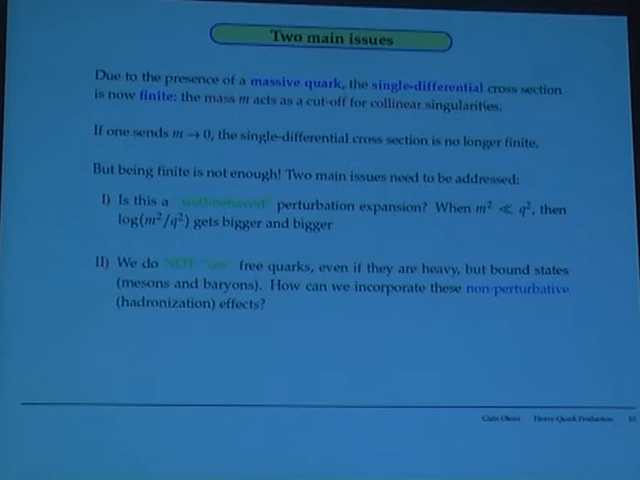 Two main issues
Due to the presence of a massive quark, the single-differential cross section
is now finite: the mass m acts as a cut-off for collinear singularities.
If one sends m → 0, the single-differential cross section is no longer finite.
But being finite is not enough! Two main issues need to be addressed:
I) Is this a "well-behaved" perturbation expansion? When m² ≪ q², then
log(m²/q²) gets bigger and bigger
II) We do NOT "see" free quarks, even if they are heavy, but bound states
(mesons and baryons). How can we incorporate these non-perturbative
(hadronization) effects?
Heavy-Quark Production